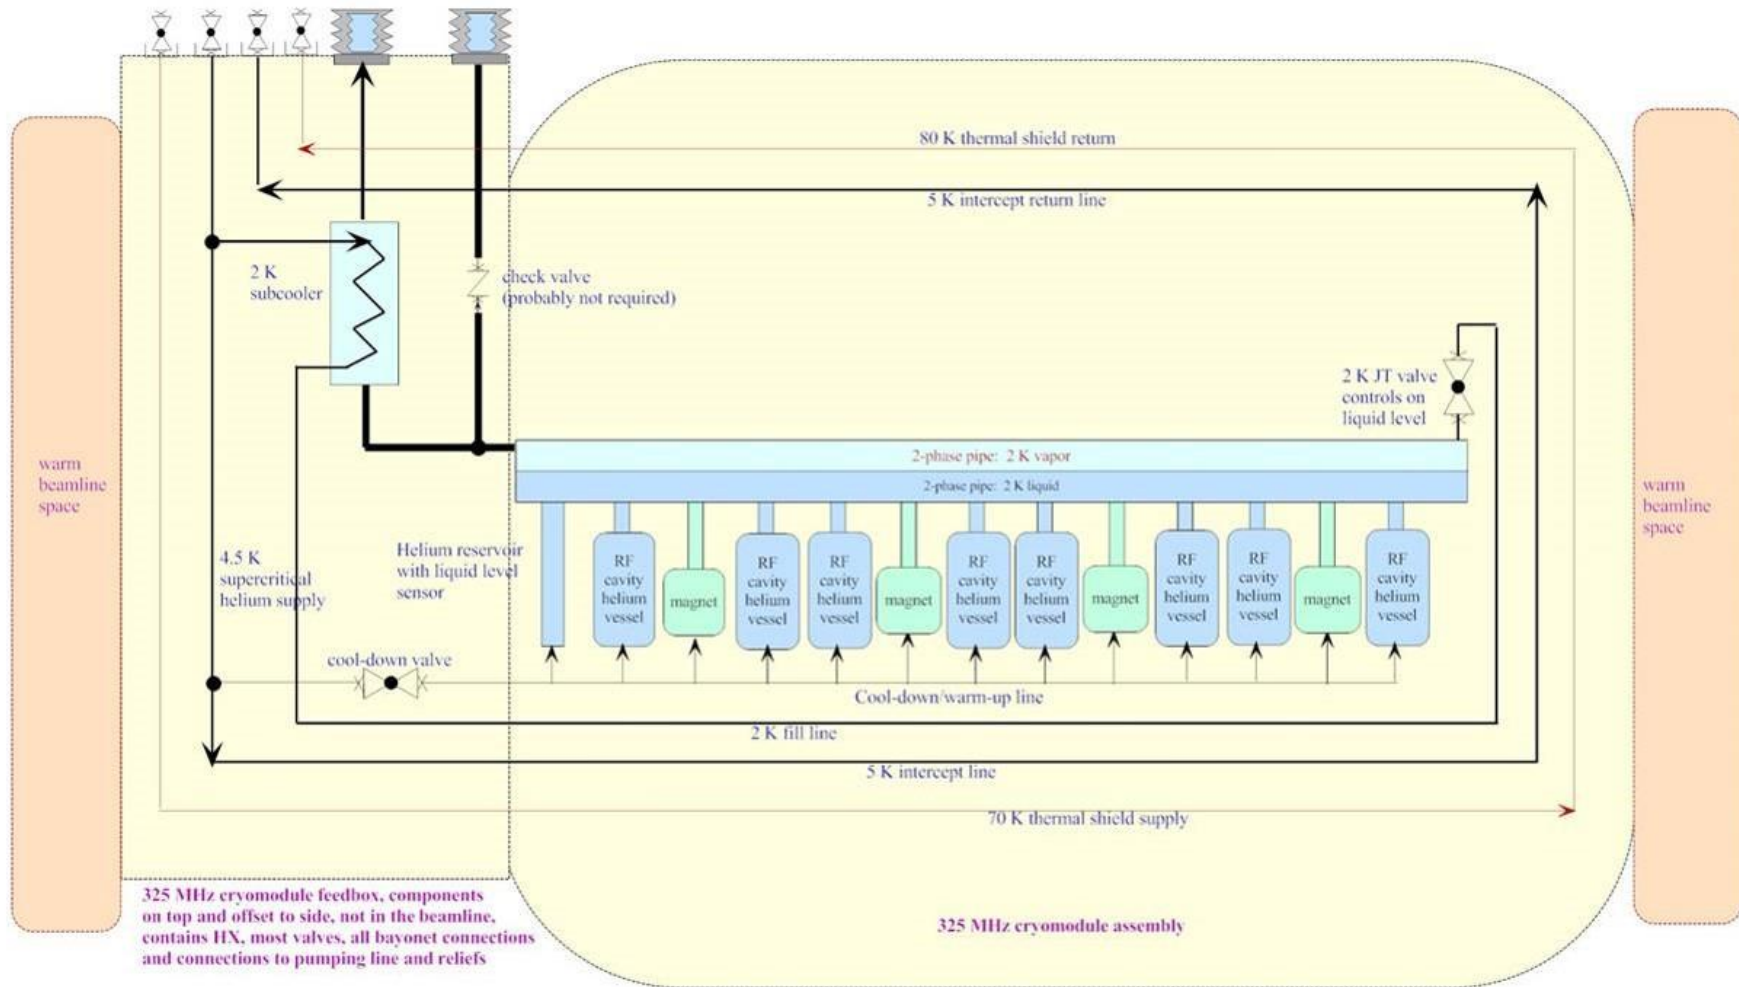 80 K thermal shield return
5 K intercept return line
2 K
subcooler
check valve
(probably not required)
2 K JT valve
controls on
liquid level
2-phase pipe: 2 K vapor
2-phase pipe: 2 K liquid
warm
beamline
space
warm
beamline
space
4.5 K
supercritical
helium supply
Helium reservoir
with liquid level
sensor
RF
cavity
helium
vessel
magnet
RF
cavity
helium
vessel
RF
cavity
helium
vessel
magnet
RF
cavity
helium
vessel
RF
cavity
helium
vessel
magnet
RF
cavity
helium
vessel
RF
cavity
helium
vessel
magnet
RF
cavity
helium
vessel
cool-down valve
Cool-down/warm-up line
2 K fill line
5 K intercept line
70 K thermal shield supply
325 MHz cryomodule feedbox, components
on top and offset to side, not in the beamline,
contains HX, most valves, all bayonet connections
and connections to pumping line and reliefs
325 MHz cryomodule assembly